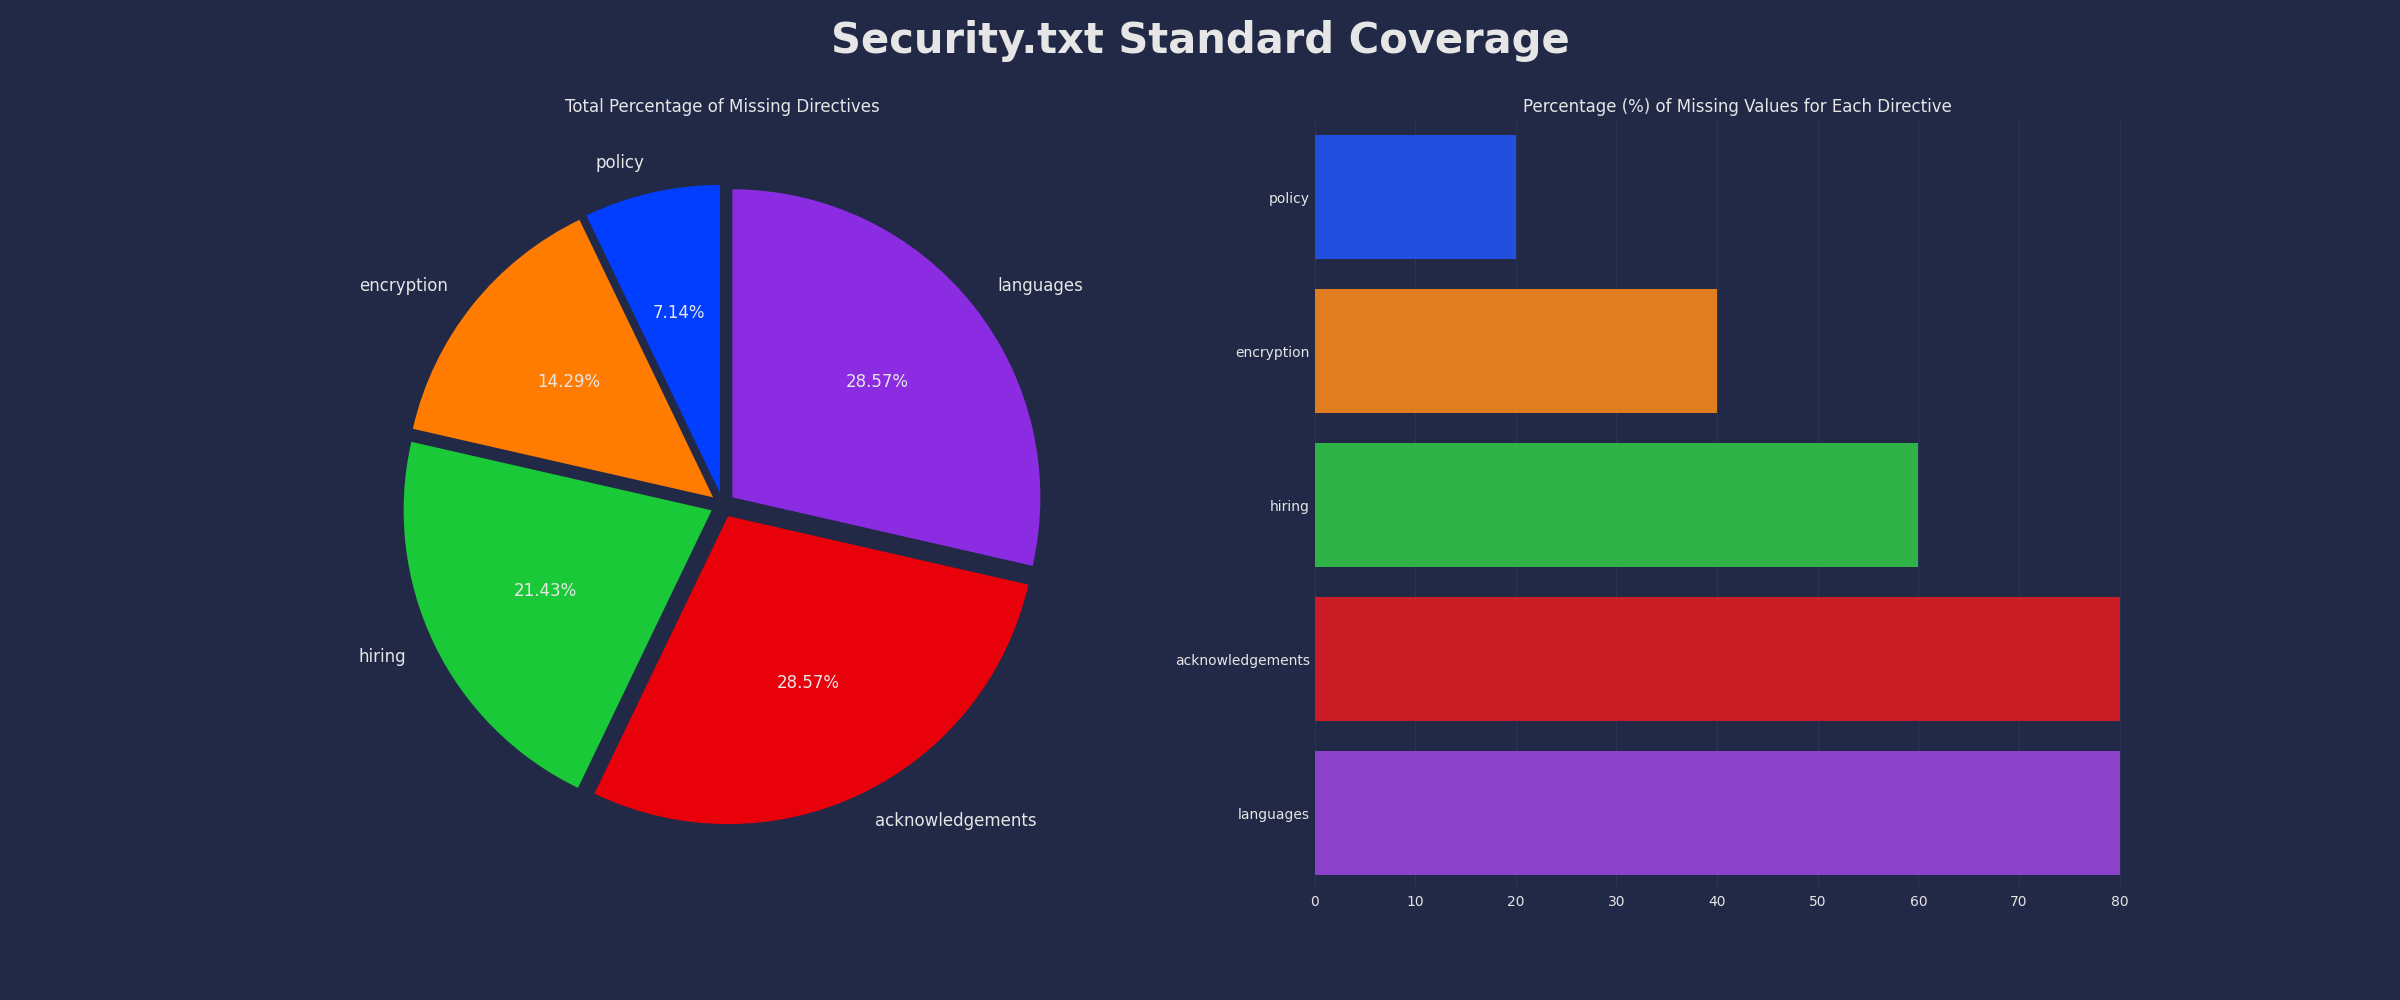 Security.txt Standard Coverage
Total Percentage of Missing Directives
policy
encryption
languages
7.14%
14.29%
28.57%
21.43%
hiring
28.57%
acknowledgements
Percentage (%) of Missing Values for Each Directive
policy
encryption
hiring
acknowledgements
languages
0 10 20 30 40 50 60 70 80